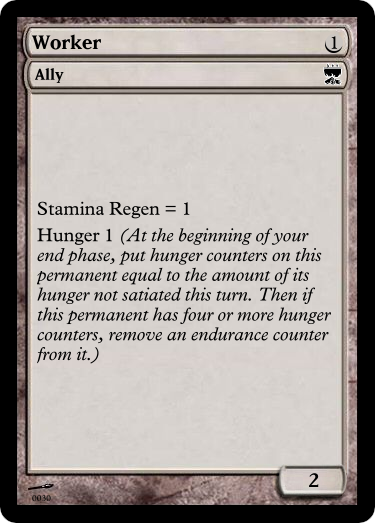 Worker 1
Ally
Stamina Regen = 1
Hunger 1 (At the beginning of your
end phase, put hunger counters on this
permanent equal to the amount of its
hunger not satiated this turn. Then if
this permanent has four or more hunger
counters, remove an endurance counter
from it.)
2
0030